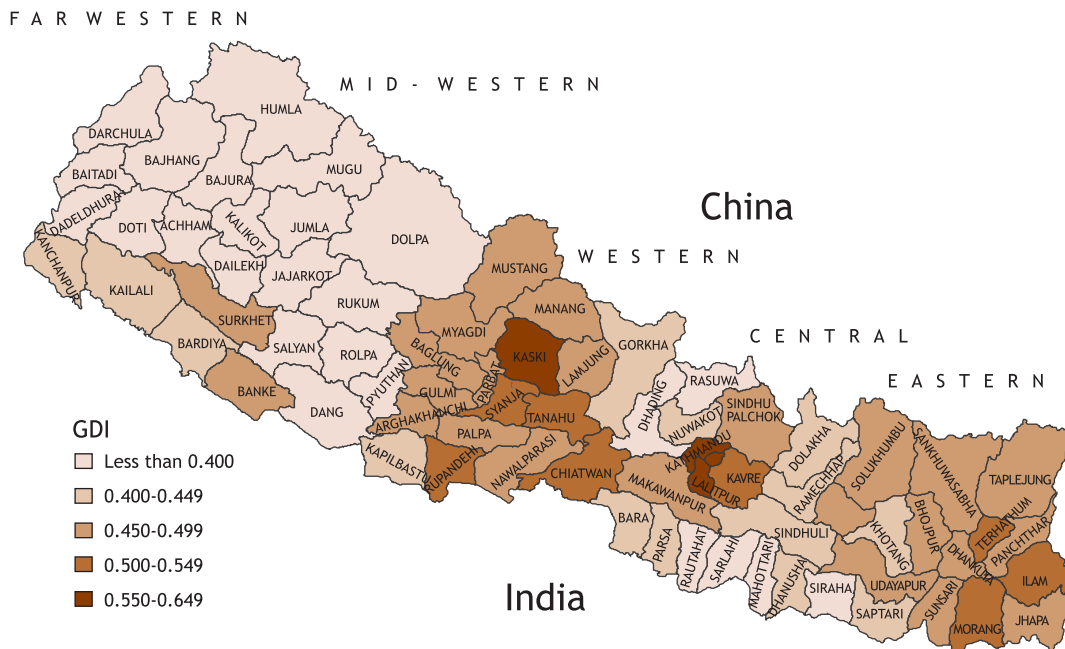 FAR WESTERN
MID-WESTERN
HUMLA
DARCHULA
BAJHANG
BAITADI
BAJURA
MUGU
DADELDHURA
DOTI
ACHHAM
KALIKOT
JUMLA
DOLPA
China
KANCHANPUR
KAILALI
DAILEKH
JAJARKOT
RUKUM
WESTERN
MUSTANG
MANANG
SURKHET
BARDIYA
SALYAN
ROLPA
MYAGDI
BAGLUNG
KASKI
LAMJUNG
GORKHA
CENTRAL
BANKE
DANG
PYUTHAN
GULMI
PARBAT
SYANJA
TANAHU
DHADING
RASUWA
EASTERN
ARGHAKHANCHI
PALPA
NUWAKOT
SINDHU
PALCHOK
KAPILBASTU
RUPANDEHI
NAWALPARASI
CHIATWAN
KATHMANDU
LALITPUR
KAVRE
DOLAKHA
RAMECHHAP
SOLUKHUMBU
SANKHUWASABHA
TAPLEJUNG
MAKAWANPUR
BARA
PARSA
RAUTAHAT
SARLAHI
MAHOTTARI
DHANUSHA
SINDHULI
SIRAHA
KHOTANG
BHOJPUR
TERHATHUM
PANCHTHAR
DHANKUTA
UDAYAPUR
SAPTARI
SUNSARI
MORANG
ILAM
JHAPA
India
GDI
Less than 0.400
0.400-0.449
0.450-0.499
0.500-0.549
0.550-0.649